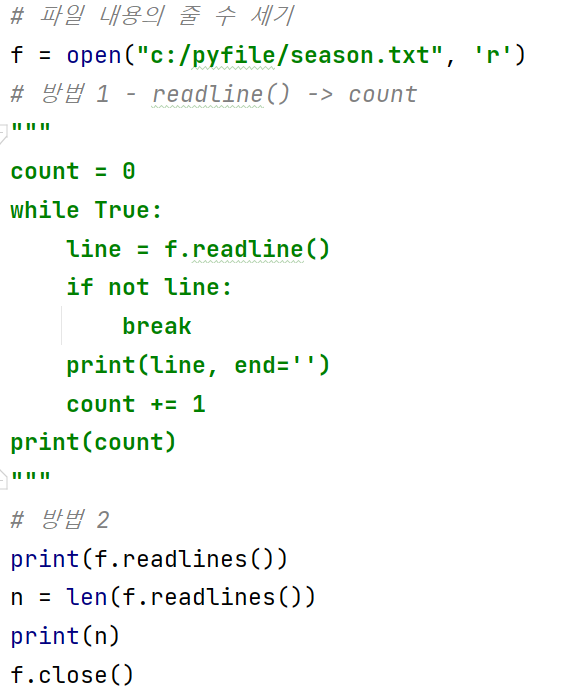 # 파일 내용의 줄 수 세기
f = open("c:/pyfile/season.txt", 'r')
# 방법 1 - readline() -> count
"""
count = 0
while True:
    line = f.readline()
    if not line:
        break
    print(line, end='')
    count += 1
print(count)
"""
# 방법 2
print(f.readlines())
n = len(f.readlines())
print(n)
f.close()